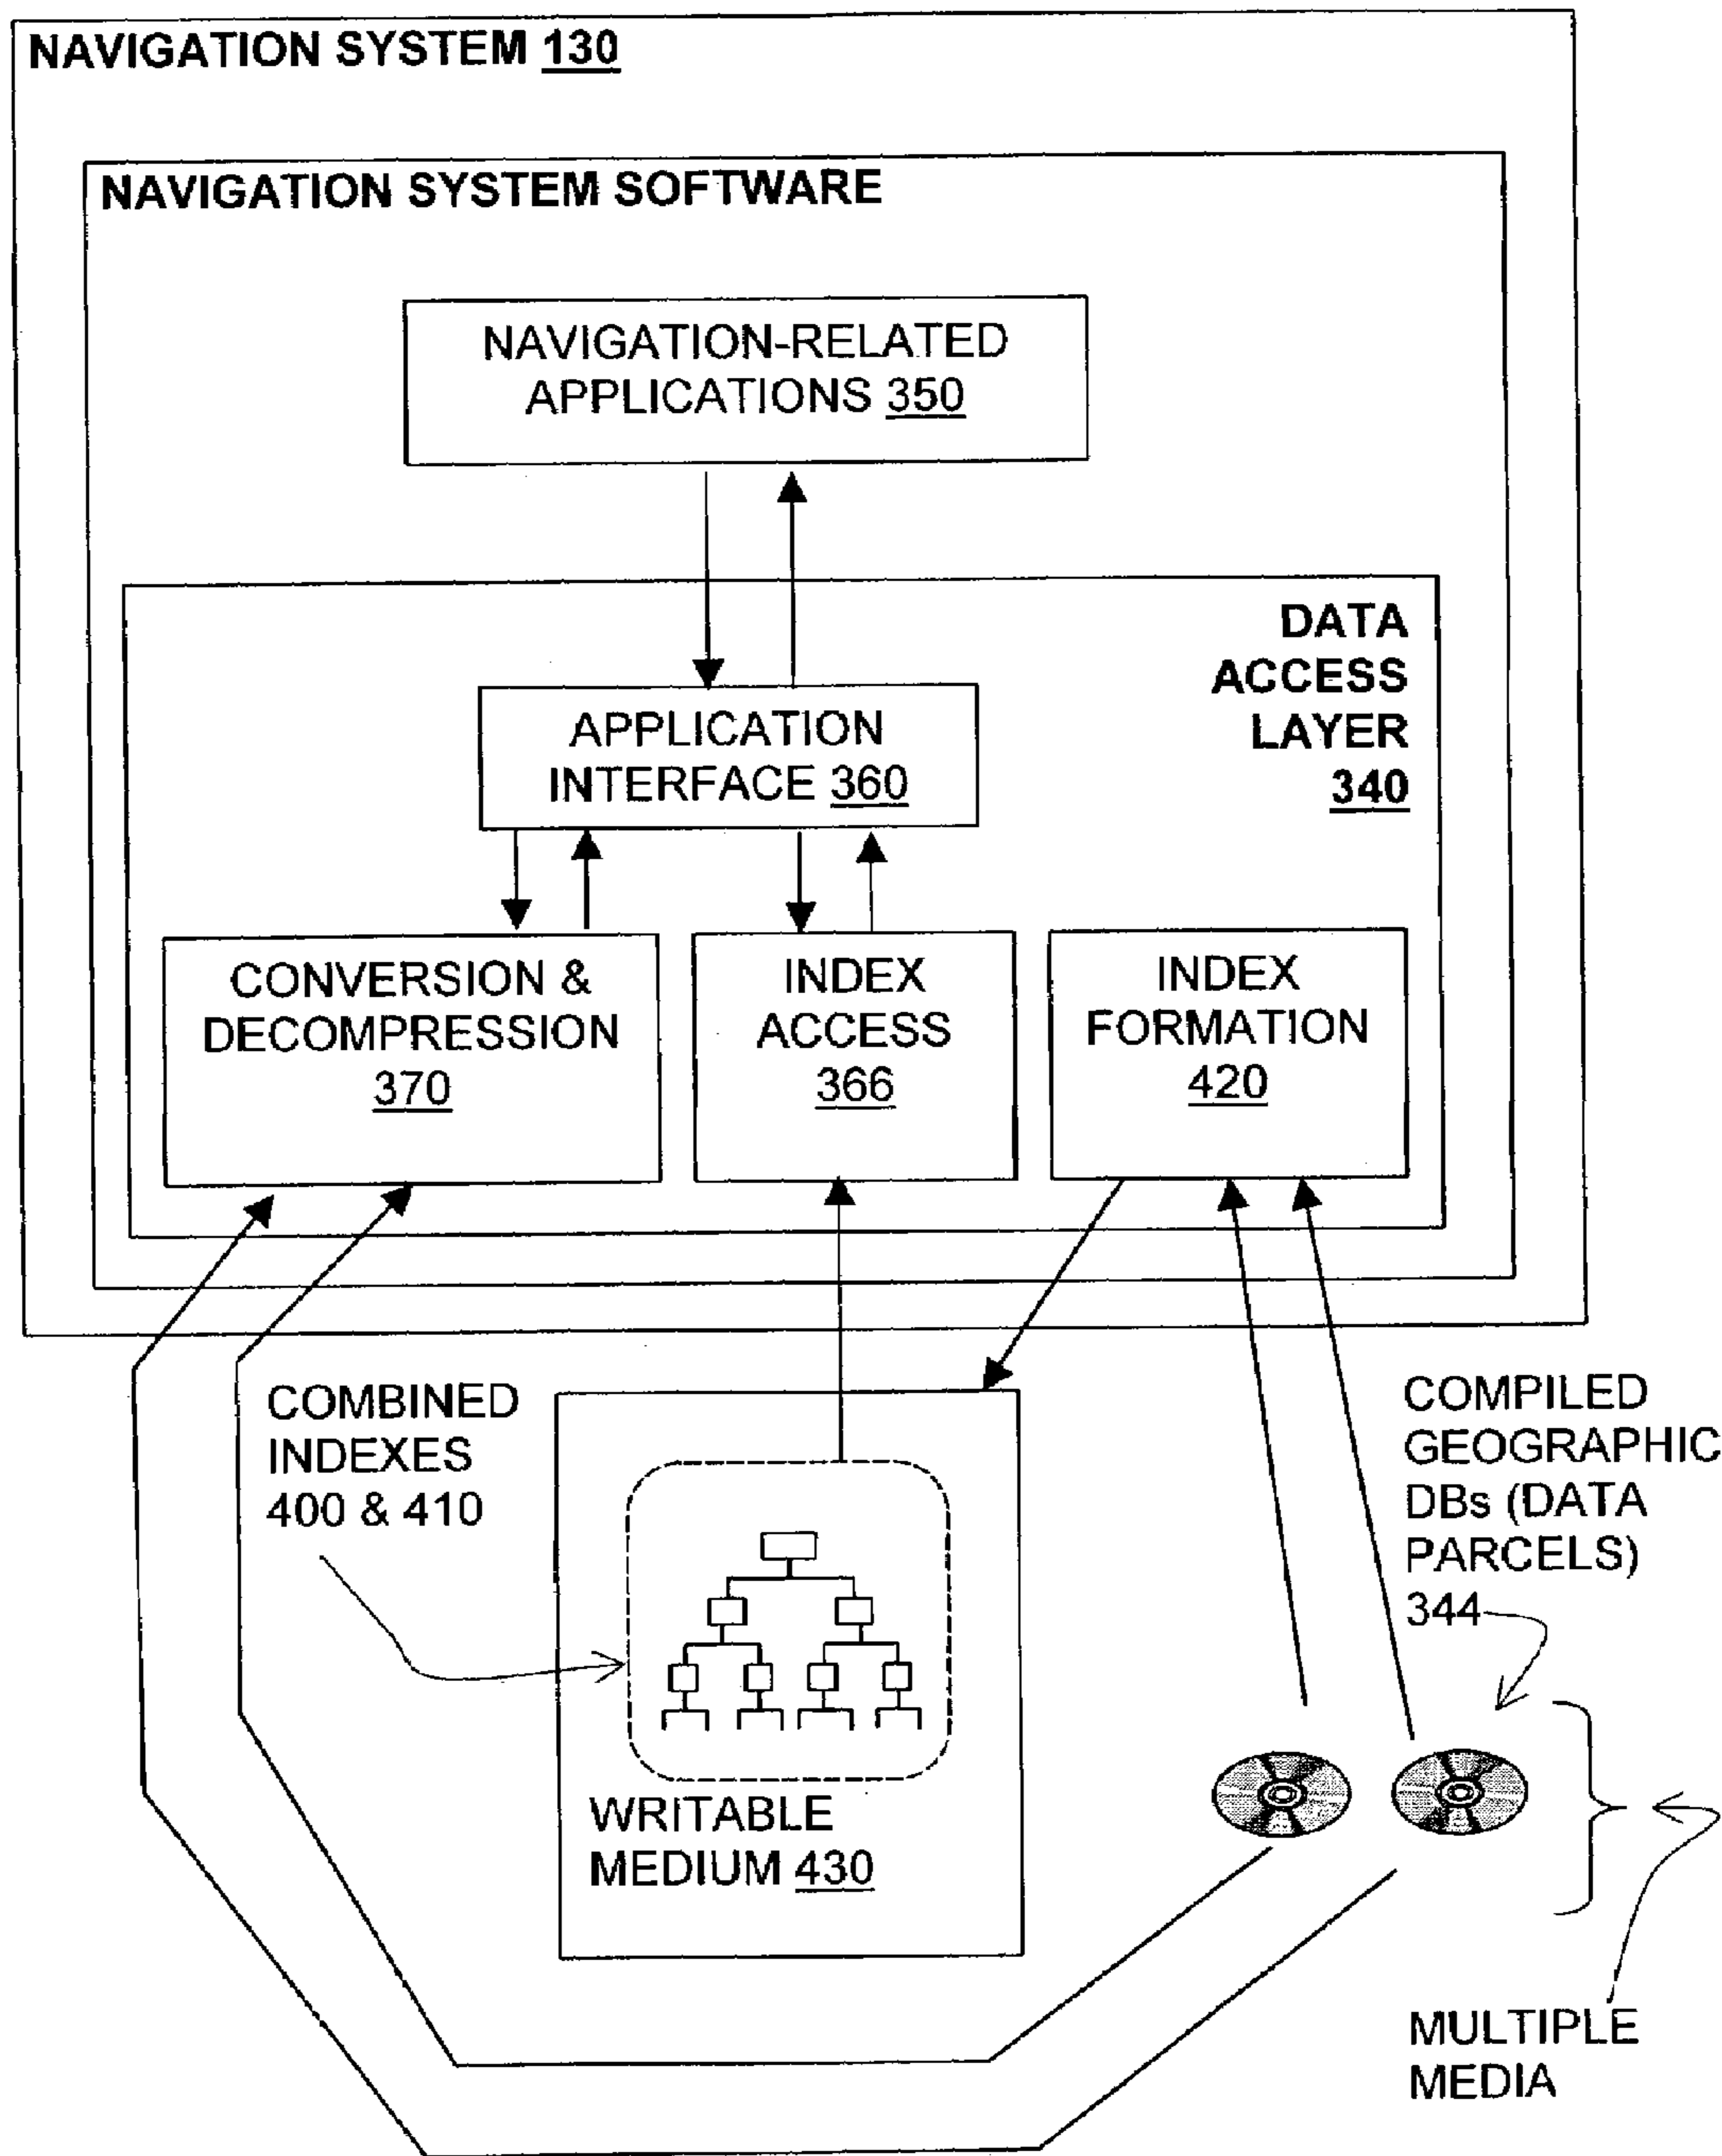 NAVIGATION SYSTEM 130
NAVIGATION SYSTEM SOFTWARE
NAVIGATION-RELATED
APPLICATIONS 350
DATA
ACCESS
LAYER
340
APPLICATION
INTERFACE 360
CONVERSION &
DECOMPRESSION
370
INDEX
ACCESS
366
INDEX
FORMATION
420
COMBINED
INDEXES
400 & 410
COMPILED
GEOGRAPHIC
DBs (DATA
PARCELS)
344
WRITABLE
MEDIUM 430
MULTIPLE
MEDIA